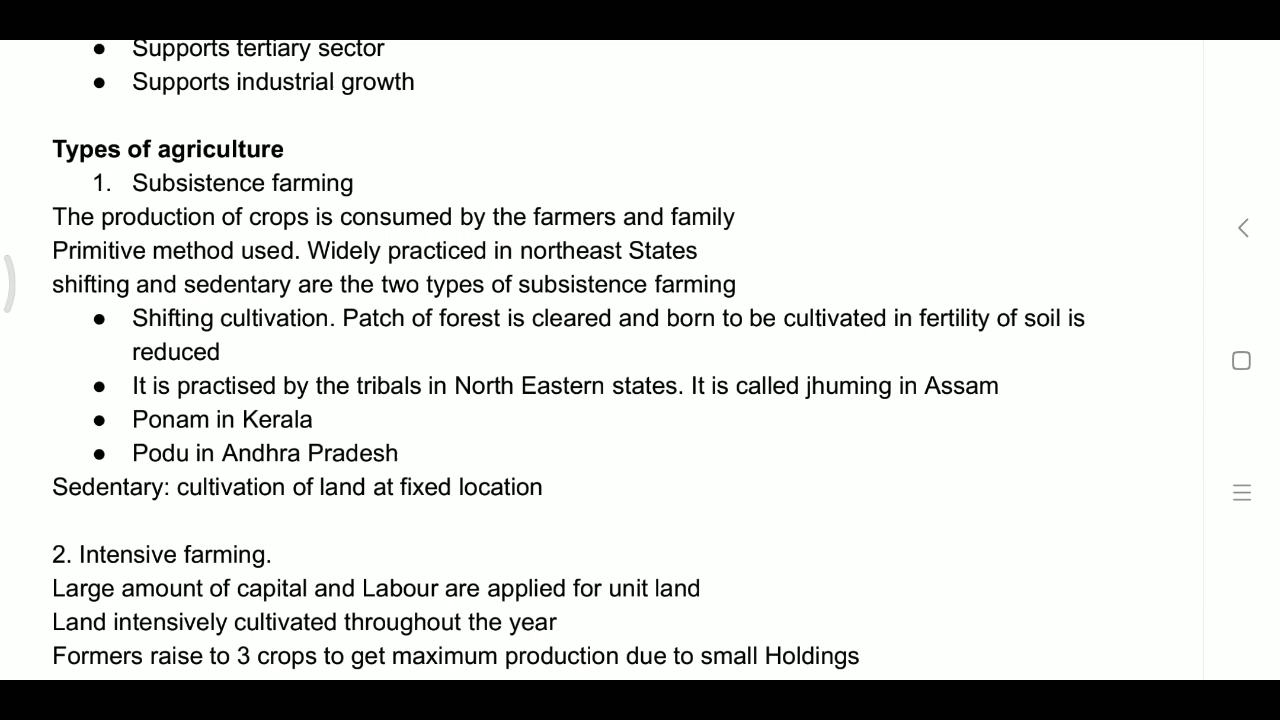 ● Supports tertiary sector
● Supports industrial growth
Types of agriculture
1. Subsistence farming
The production of crops is consumed by the farmers and family
Primitive method used. Widely practiced in northeast States
shifting and sedentary are the two types of subsistence farming
● Shifting cultivation. Patch of forest is cleared and born to be cultivated in fertility of soil is
reduced
● It is practised by the tribals in North Eastern states. It is called jhuming in Assam
● Ponam in Kerala
● Podu in Andhra Pradesh
Sedentary: cultivation of land at fixed location
2. Intensive farming.
Large amount of capital and Labour are applied for unit land
Land intensively cultivated throughout the year
Formers raise to 3 crops to get maximum production due to small Holdings